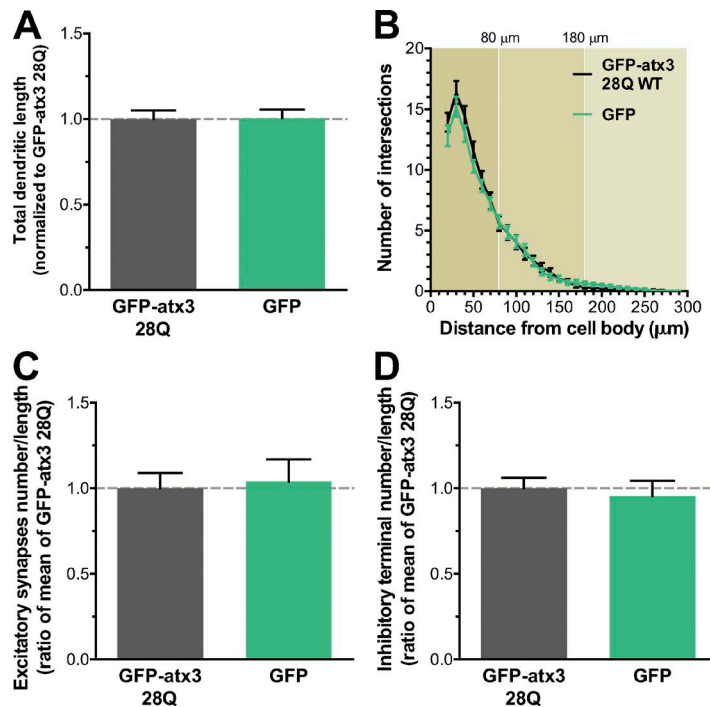 A
Total dendritic length
(normalized to GFP-atx3 28Q)
1.5
1.0
0.5
0.0
GFP-atx3
28Q
GFP
B
80 μm
180 μm
Number of intersections
20
15
10
5
0
GFP-atx3
28Q WT
GFP
0
50
100
150
200
250
300
Distance from cell body (μm)
C
Excitatory synapses number/length
(ratio of mean of GFP-atx3 28Q)
1.5
1.0
0.5
0.0
GFP-atx3
28Q
GFP
D
Inhibitory terminal number/length
(ratio of mean of GFP-atx3 28Q)
1.5
1.0
0.5
0.0
GFP-atx3
28Q
GFP